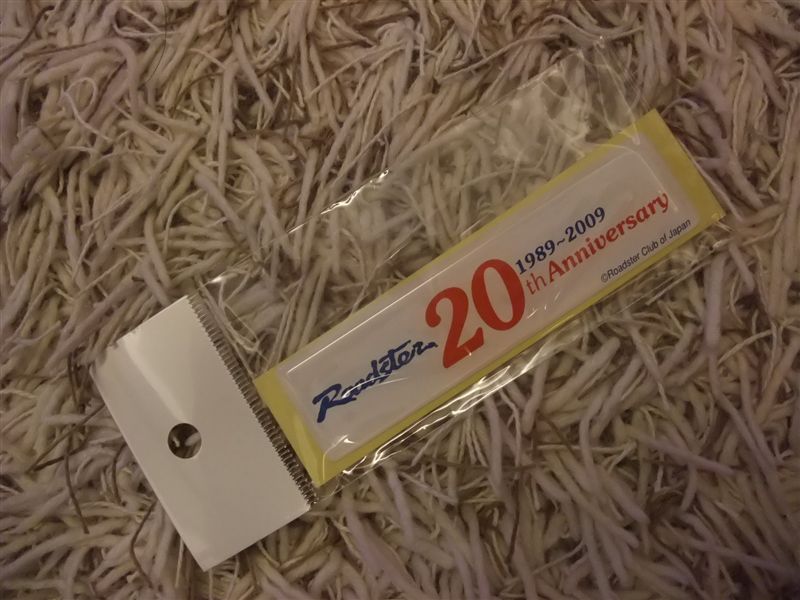 Roadster
20th Anniversary
1989~2009
©Roadster Club of Japan